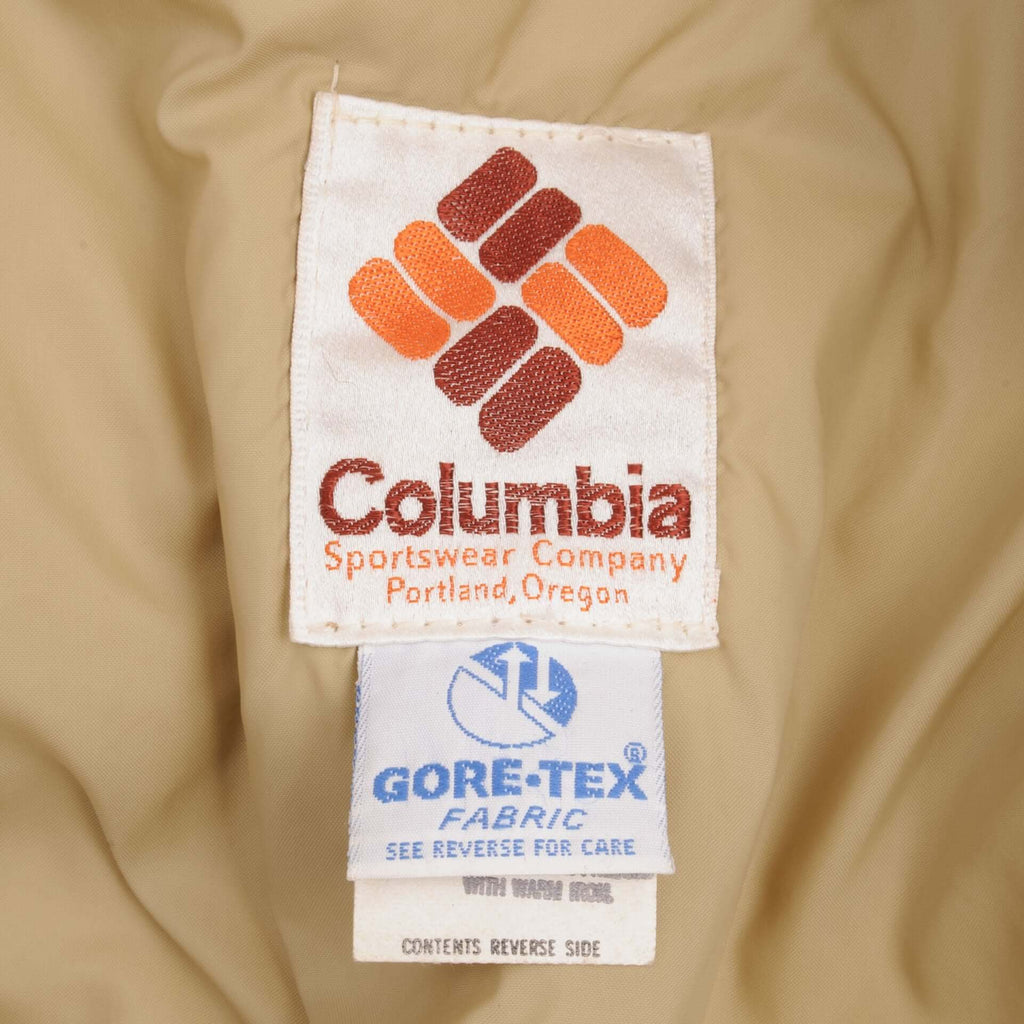 Columbia
Sportswear Company
Portland, Oregon
GORE-TEX®
FABRIC
SEE REVERSE FOR CARE
WITH WARM IRON.
CONTENTS REVERSE SIDE